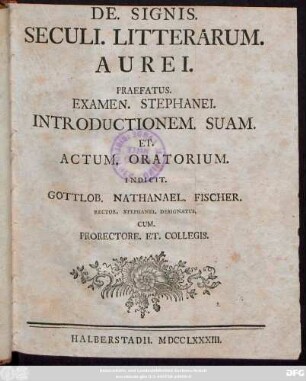 DE. SIGNIS.
SECULI. LITTERARUM.
AUREI.
PRAEFATUS.
EXAMEN. STEPHANEI.
INTRODUCTIONEM. SUAM.
ET.
ACTUM. ORATORIUM.
INDICIT.
GOTTLOB. NATHANAEL. FISCHER.
RECTOR. STEPHANEI. DESIGNATUS.
CUM.
PRORECTORE. ET. COLLEGIS.
HALBERSTADII. MDCCLXXXIII.